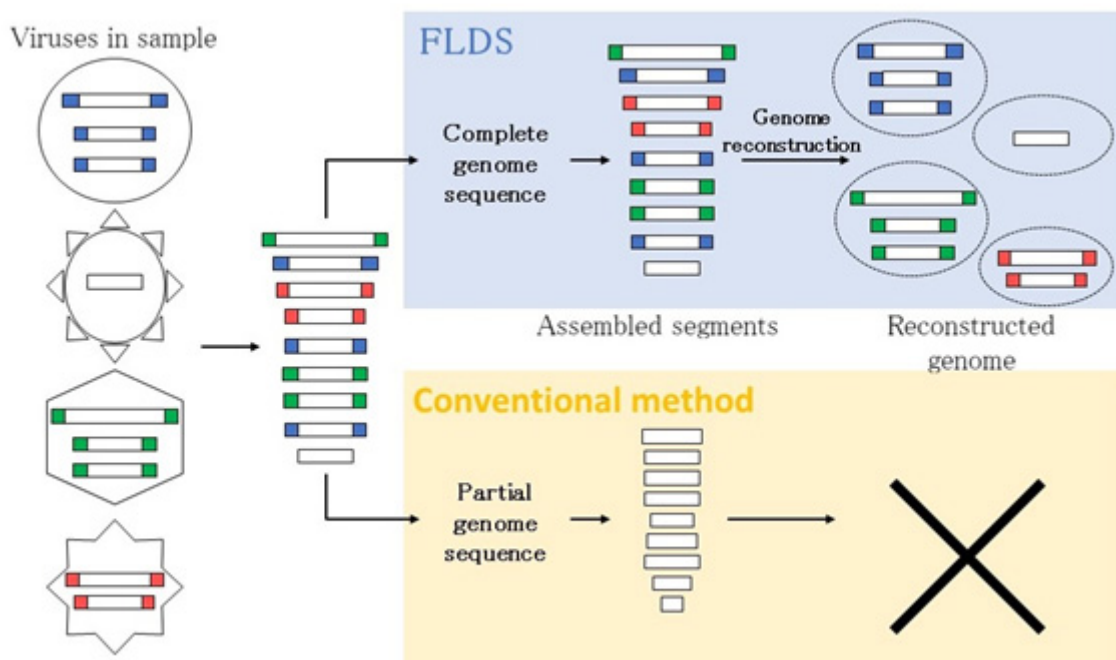 Viruses in sample
FLDS
Complete
genome
sequence
Genome
reconstruction
Assembled segments
Reconstructed
genome
Conventional method
Partial
genome
sequence